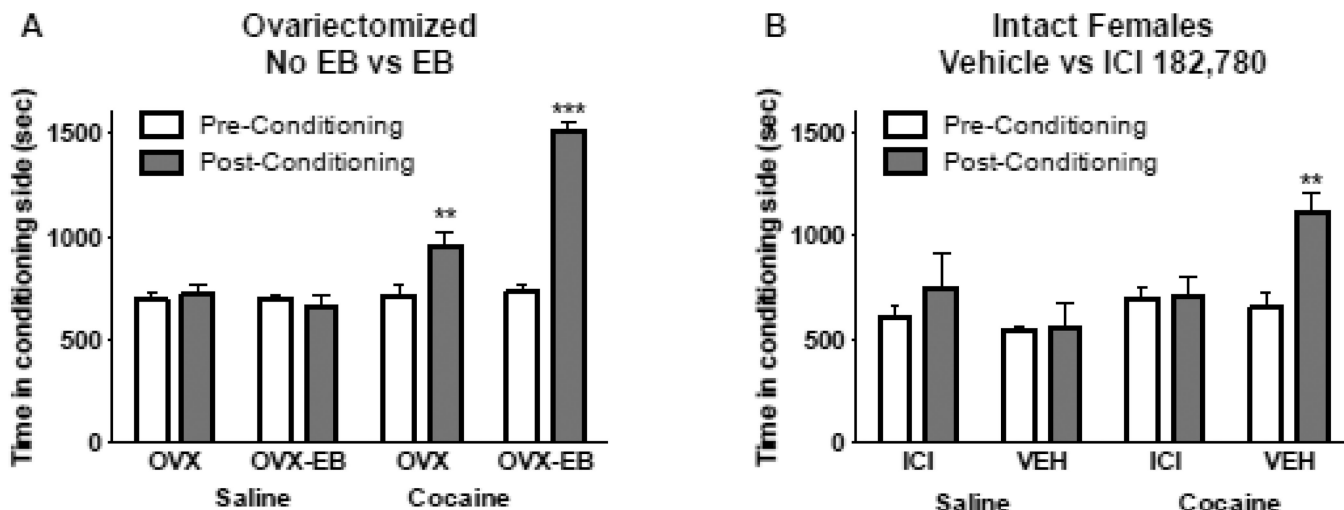 A
Ovariectomized
No EB vs EB
Time in conditioning side (sec)
1500
1000
500
0
Pre-Conditioning
Post-Conditioning
**
***
OVX
OVX-EB
OVX
OVX-EB
Saline
Cocaine
B
Intact Females
Vehicle vs ICI 182,780
Time in conditioning side (sec)
1500
1000
500
0
Pre-Conditioning
Post-Conditioning
**
ICI
VEH
ICI
VEH
Saline
Cocaine